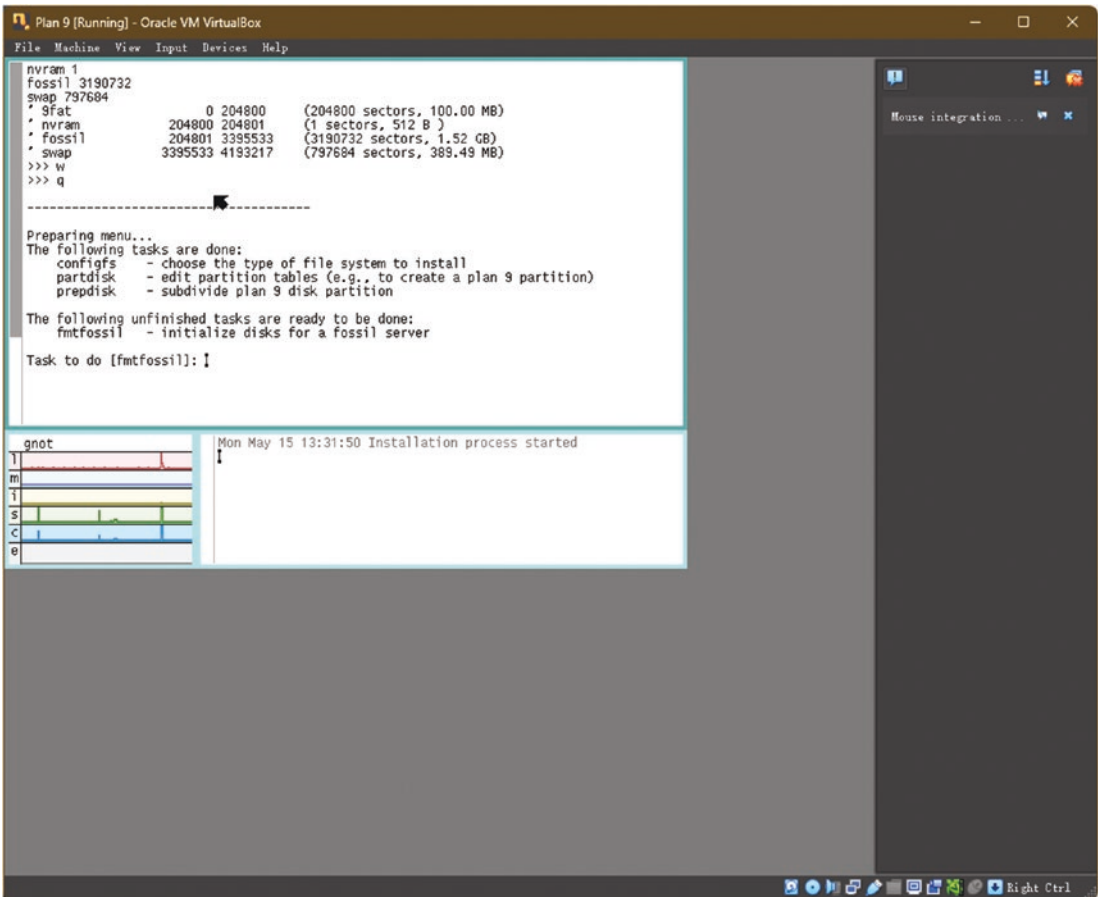 Plan 9 [Running] - Oracle VM VirtualBox
File Machine View Input Devices Help
nvram 1
fossil 3190732
swap 797684
' 9fat 0 204800 (204800 sectors, 100.00 MB)
' nvram 204800 204801 (1 sectors, 512 B )
' fossil 204801 3395533 (3190732 sectors, 1.52 GB)
' swap 3395533 4193217 (797684 sectors, 389.49 MB)
>>> w
>>> q
---------------------------------------
Preparing menu...
The following tasks are done:
configfs - choose the type of file system to install
partdisk - edit partition tables (e.g., to create a plan 9 partition)
prepdisk - subdivide plan 9 disk partition
The following unfinished tasks are ready to be done:
fmtfossil - initialize disks for a fossil server
Task to do [fmtfossil]:
Mouse integration ...
gnot
l
m
i
s
c
e
Mon May 15 13:31:50 Installation process started
Right Ctrl